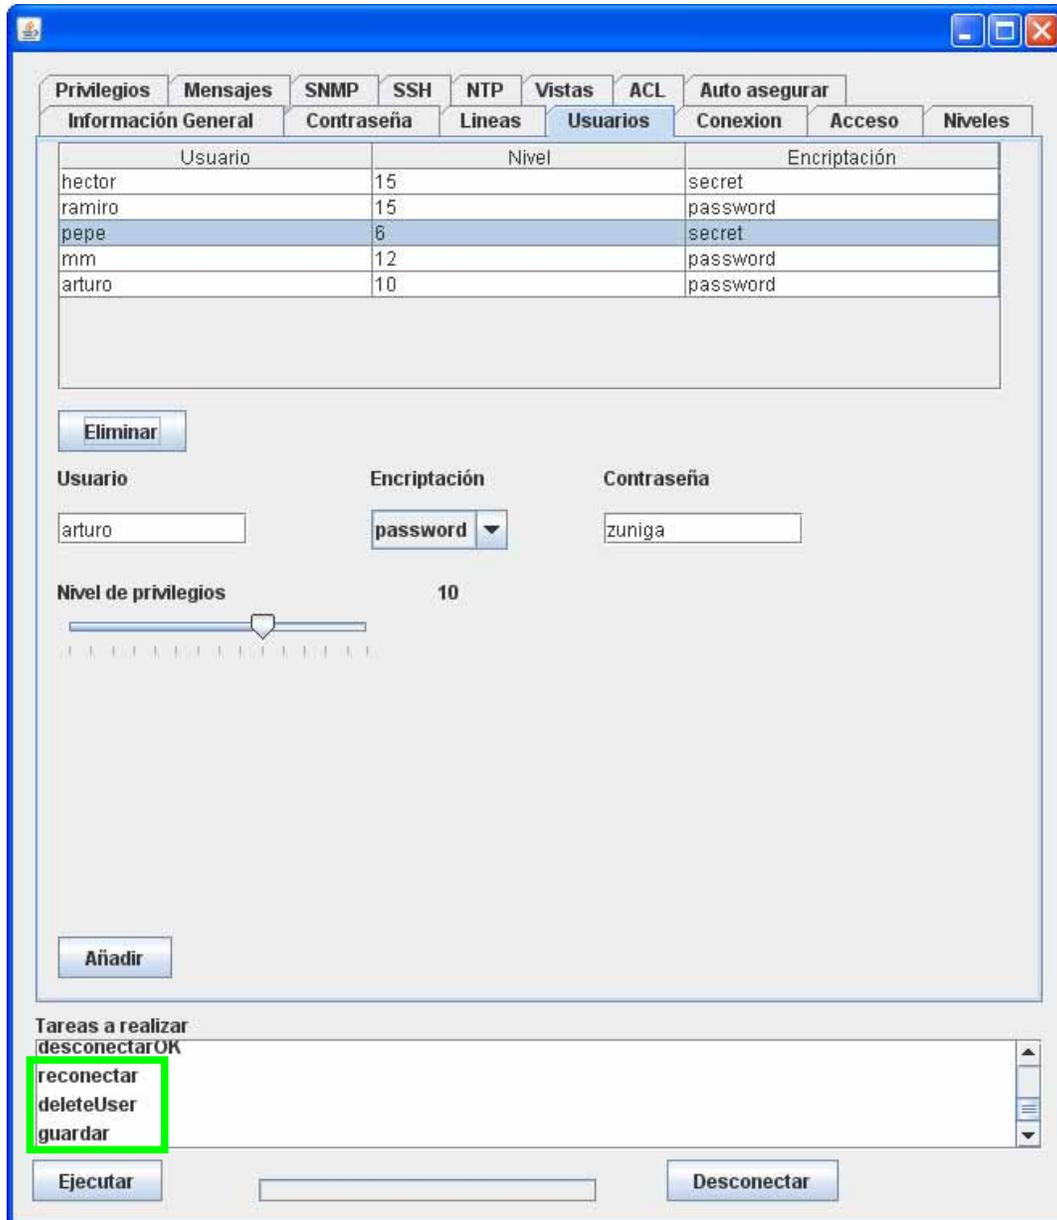 Privilegios Mensajes SNMP SSH NTP Vistas ACL Auto asegurar
Información General Contraseña Lineas Usuarios Conexion Acceso Niveles
Usuario Nivel Encriptación
hector 15 secret
ramiro 15 password
pepe 6 secret
mm 12 password
arturo 10 password
Eliminar
Usuario Encriptación Contraseña
arturo password zuniga
Nivel de privilegios 10
Añadir
Tareas a realizar
desconectarOK
reconectar
deleteUser
guardar
Ejecutar Desconectar